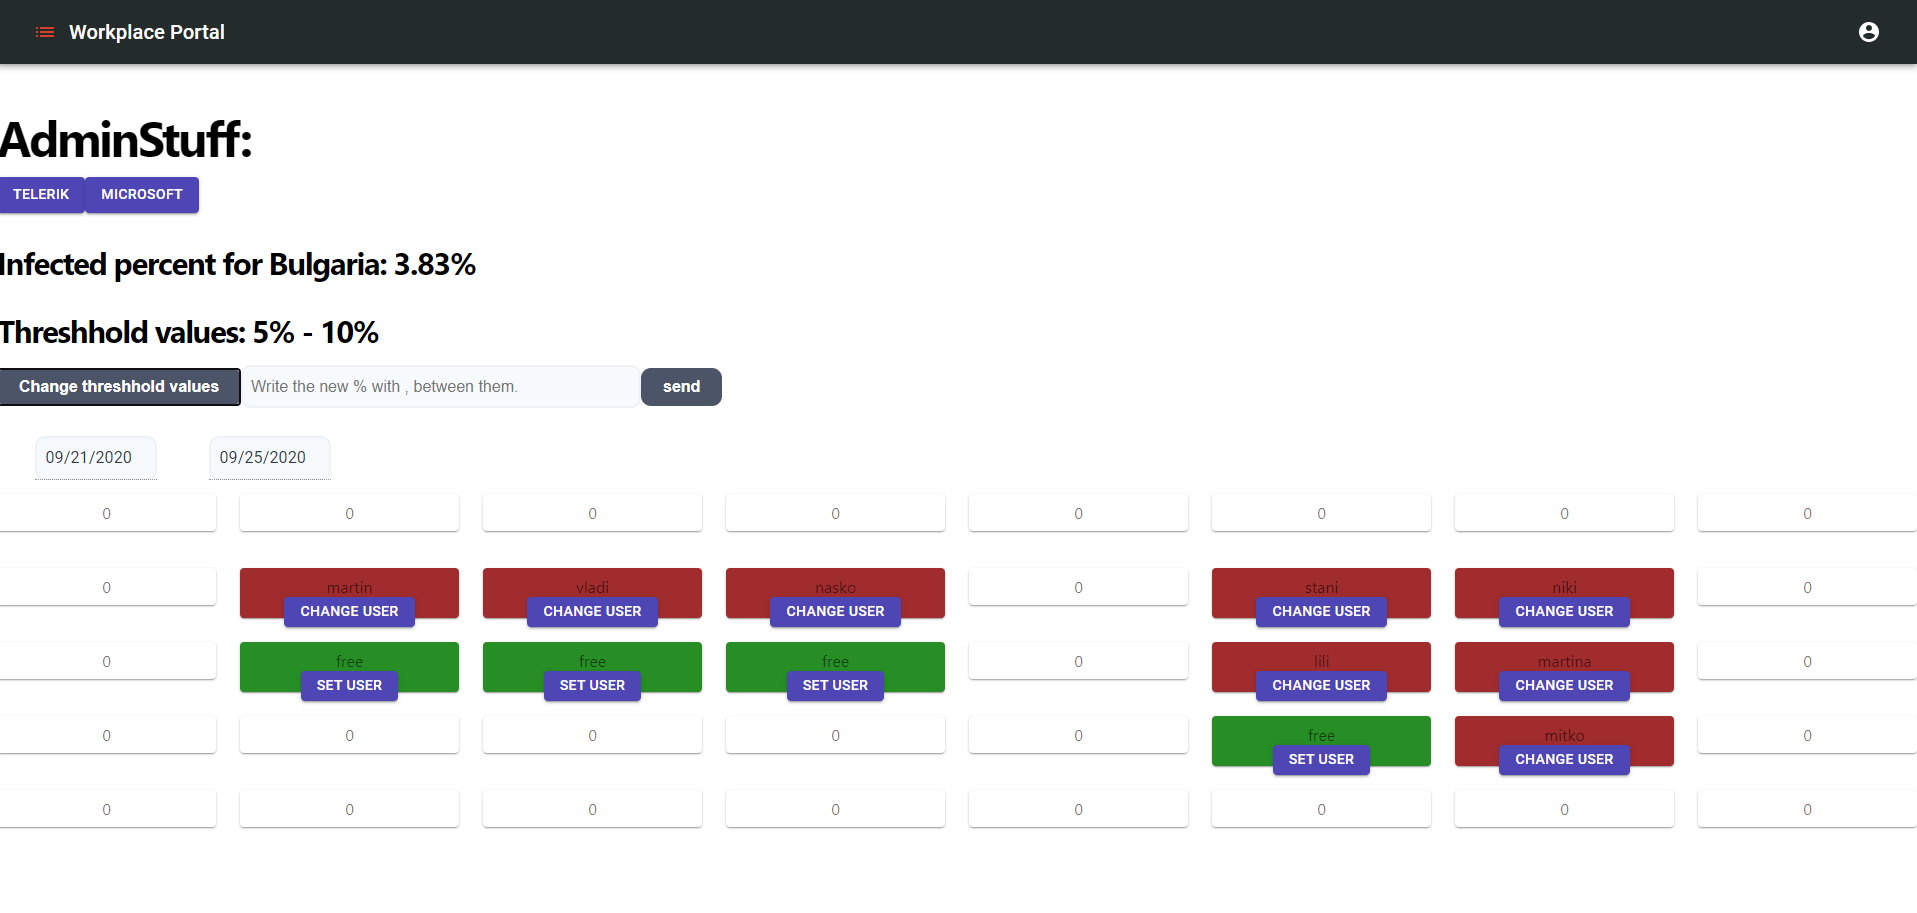 Workplace Portal
AdminStuff:
TELERIK MICROSOFT
Infected percent for Bulgaria: 3.83%
Threshhold values: 5% - 10%
Change threshhold values Write the new % with , between them. send
09/21/2020 09/25/2020
0 0 0 0 0 0 0 0
0 martin vladi nasko 0 stani niki 0
CHANGE USER CHANGE USER CHANGE USER CHANGE USER CHANGE USER
0 free free free 0 lili martina 0
SET USER SET USER SET USER CHANGE USER CHANGE USER
0 0 0 0 0 free mitko 0
SET USER CHANGE USER
0 0 0 0 0 0 0 0